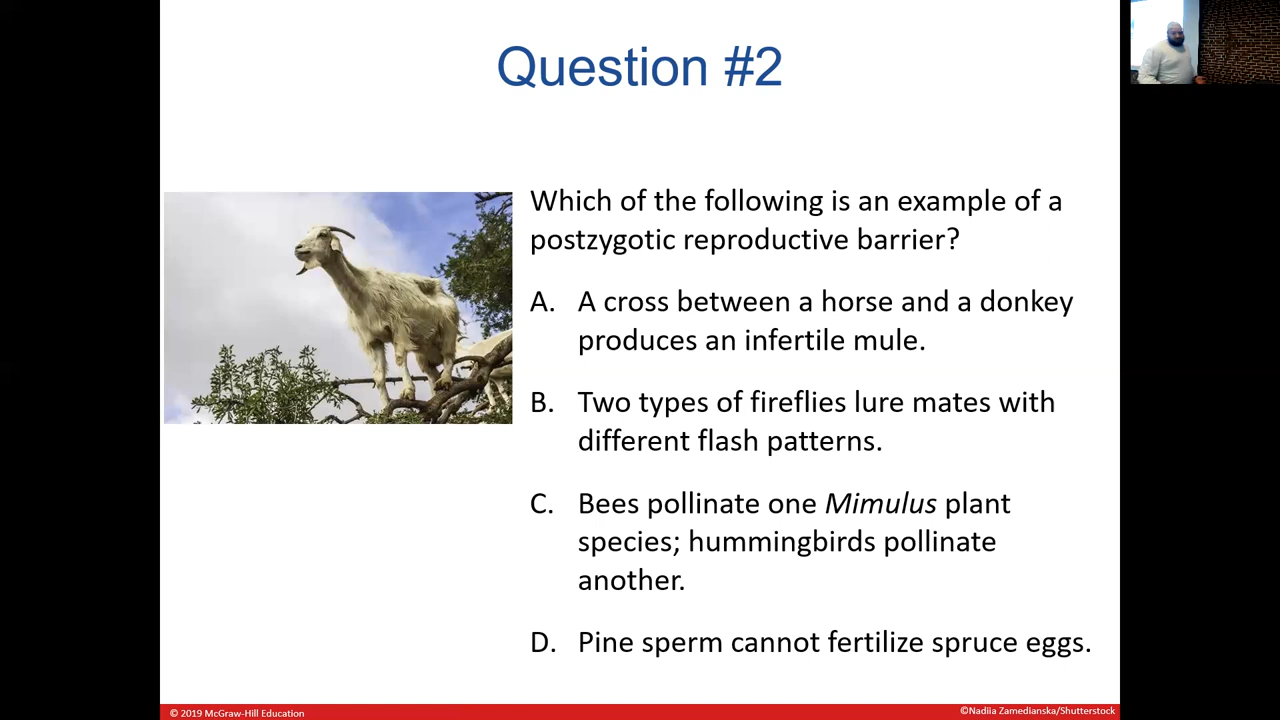 Question #2
Which of the following is an example of a
postzygotic reproductive barrier?
A. A cross between a horse and a donkey
produces an infertile mule.
B. Two types of fireflies lure mates with
different flash patterns.
C. Bees pollinate one Mimulus plant
species; hummingbirds pollinate
another.
D. Pine sperm cannot fertilize spruce eggs.
© 2019 McGraw-Hill Education
©Nadiia Zamedianska/Shutterstock